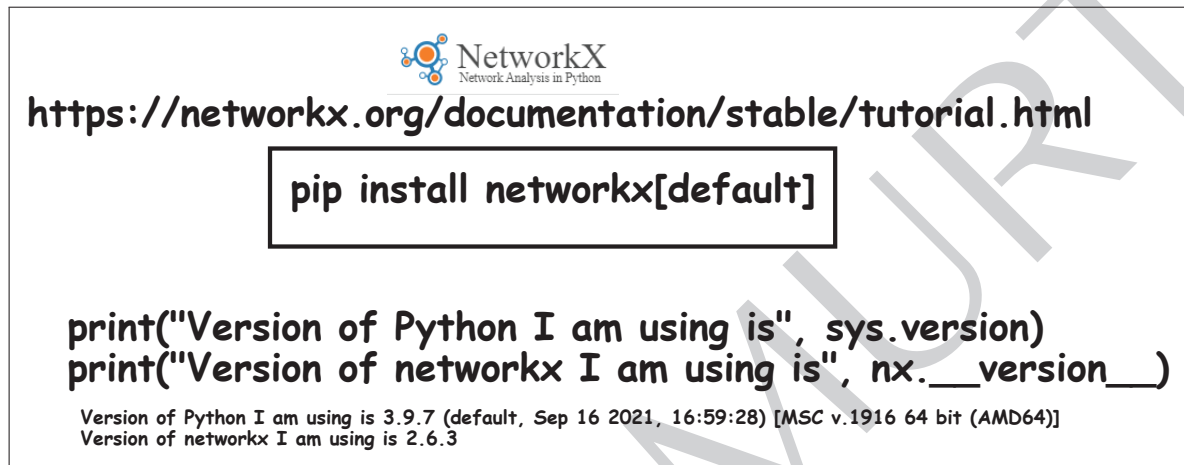 NetworkX
Network Analysis in Python
https://networkx.org/documentation/stable/tutorial.html
pip install networkx[default]
print("Version of Python I am using is", sys.version)
print("Version of networkx I am using is", nx.__version__)
Version of Python I am using is 3.9.7 (default, Sep 16 2021, 16:59:28) [MSC v.1916 64 bit (AMD64)]
Version of networkx I am using is 2.6.3
MURT